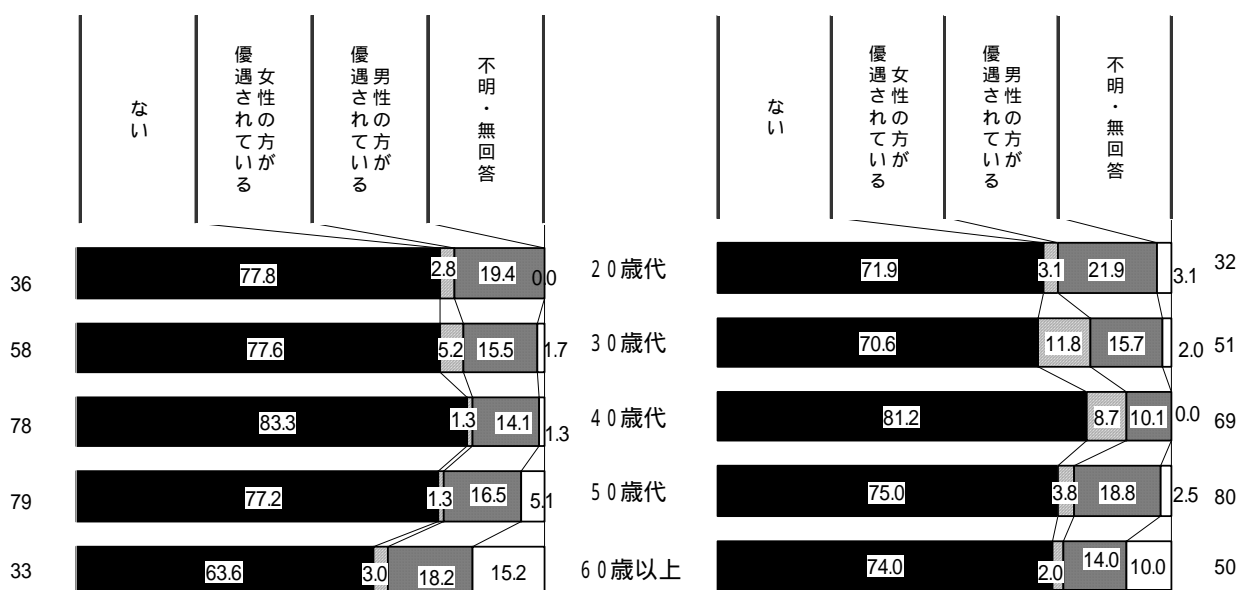 ない
女性の方が
優遇されている
男性の方が
優遇されている
不明・無回答
ない
女性の方が
優遇されている
男性の方が
優遇されている
不明・無回答
36 77.8 2.8 19.4 0.0 20歳代 71.9 3.1 21.9 3.1 32
58 77.6 5.2 15.5 1.7 30歳代 70.6 11.8 15.7 2.0 51
78 83.3 1.3 14.1 1.3 40歳代 81.2 8.7 10.1 0.0 69
79 77.2 1.3 16.5 5.1 50歳代 75.0 3.8 18.8 2.5 80
33 63.6 3.0 18.2 15.2 60歳以上 74.0 2.0 14.0 10.0 50